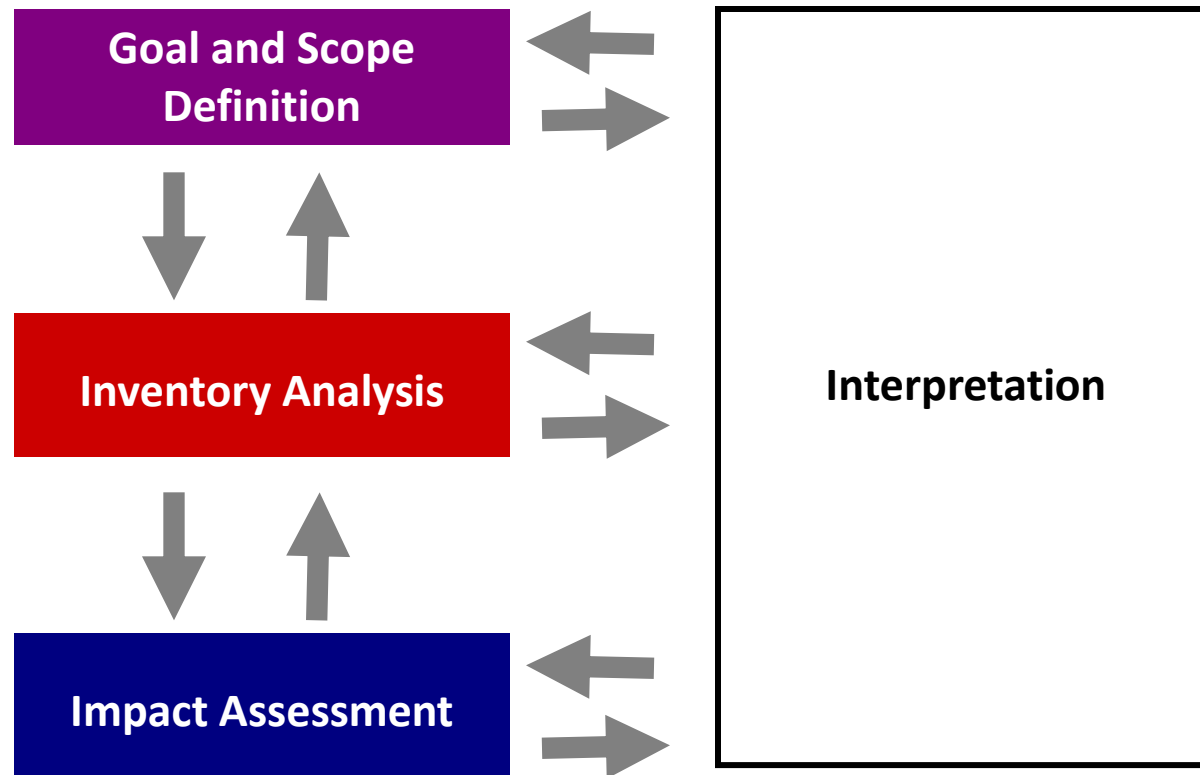 Goal and Scope
Definition
Inventory Analysis
Interpretation
Impact Assessment